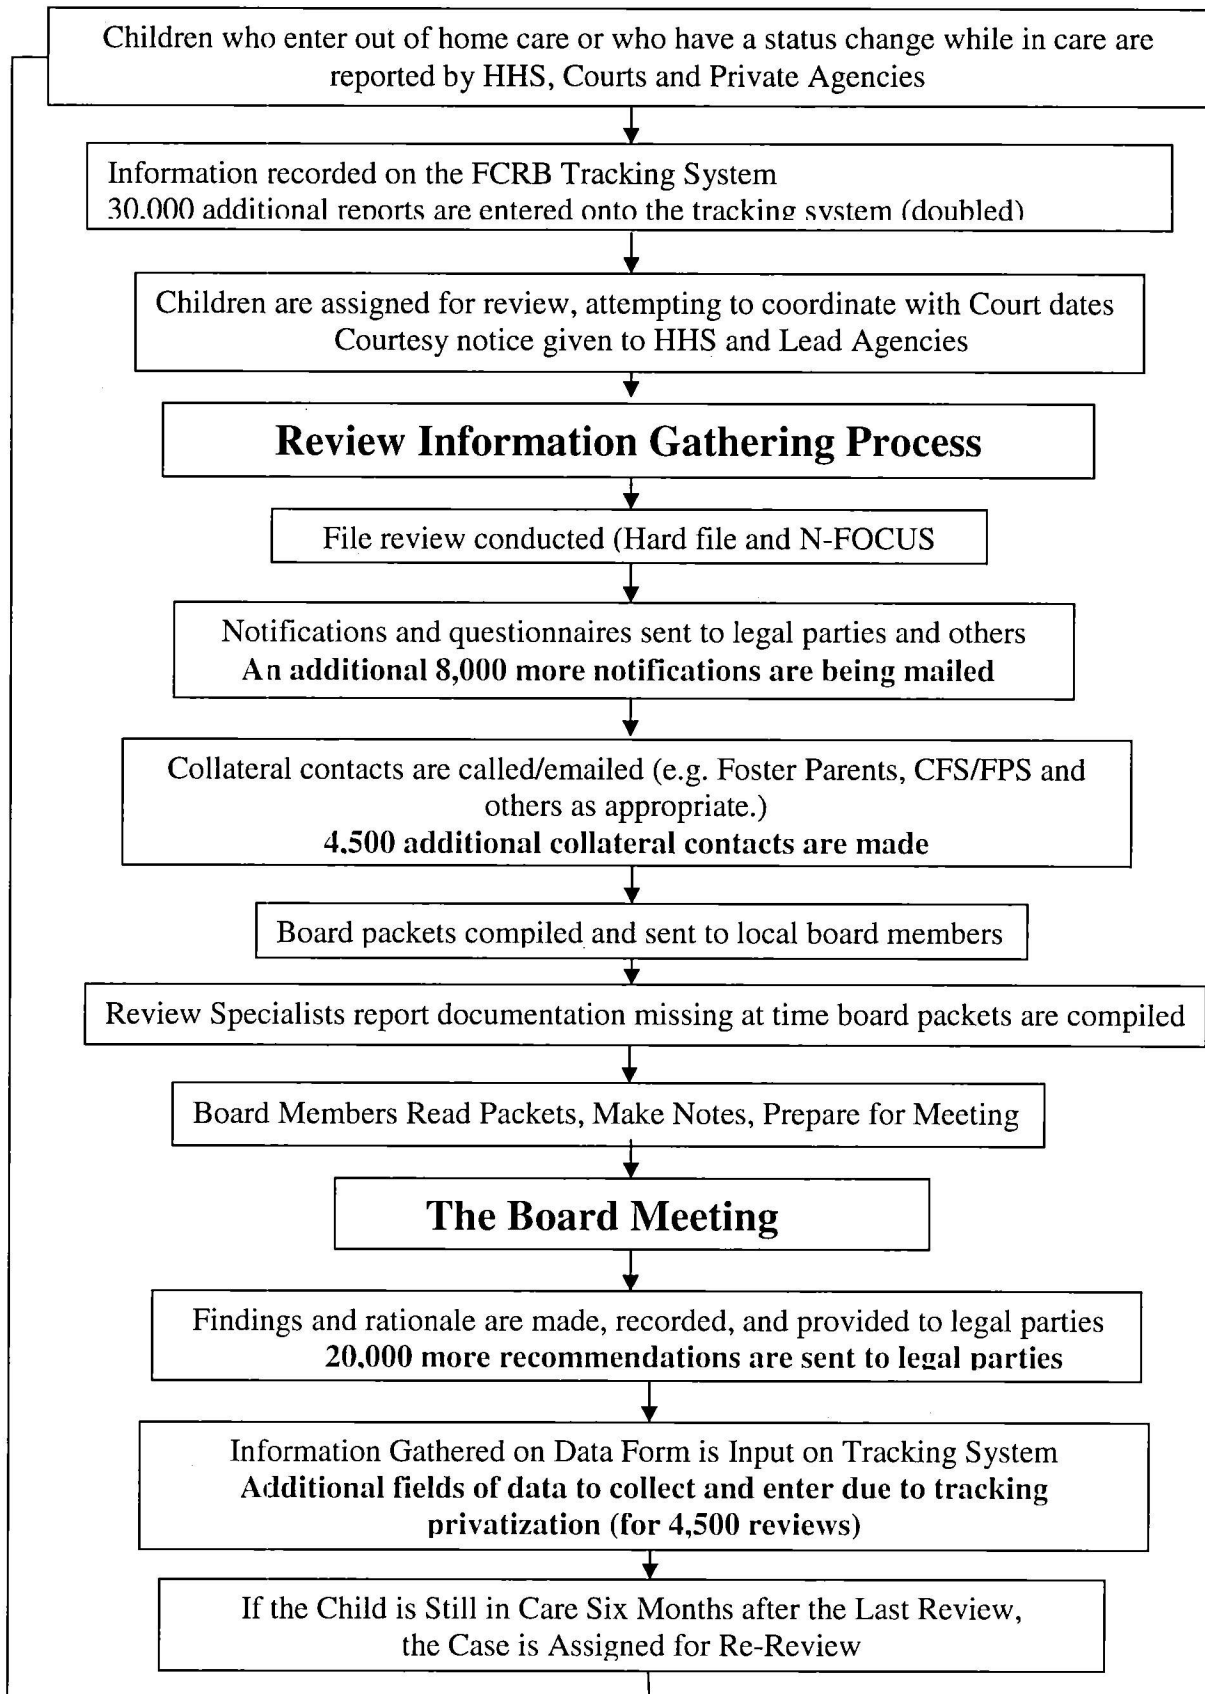 Children who enter out of home care or who have a status change while in care are
reported by HHS, Courts and Private Agencies
Information recorded on the FCRB Tracking System
30,000 additional reports are entered onto the tracking system (doubled)
Children are assigned for review, attempting to coordinate with Court dates
Courtesy notice given to HHS and Lead Agencies
Review Information Gathering Process
File review conducted (Hard file and N-FOCUS
Notifications and questionnaires sent to legal parties and others
An additional 8,000 more notifications are being mailed
Collateral contacts are called/emailed (e.g. Foster Parents, CFS/FPS and
others as appropriate.)
4,500 additional collateral contacts are made
Board packets compiled and sent to local board members
Review Specialists report documentation missing at time board packets are compiled
Board Members Read Packets, Make Notes, Prepare for Meeting
The Board Meeting
Findings and rationale are made, recorded, and provided to legal parties
20,000 more recommendations are sent to legal parties
Information Gathered on Data Form is Input on Tracking System
Additional fields of data to collect and enter due to tracking
privatization (for 4,500 reviews)
If the Child is Still in Care Six Months after the Last Review,
the Case is Assigned for Re-Review